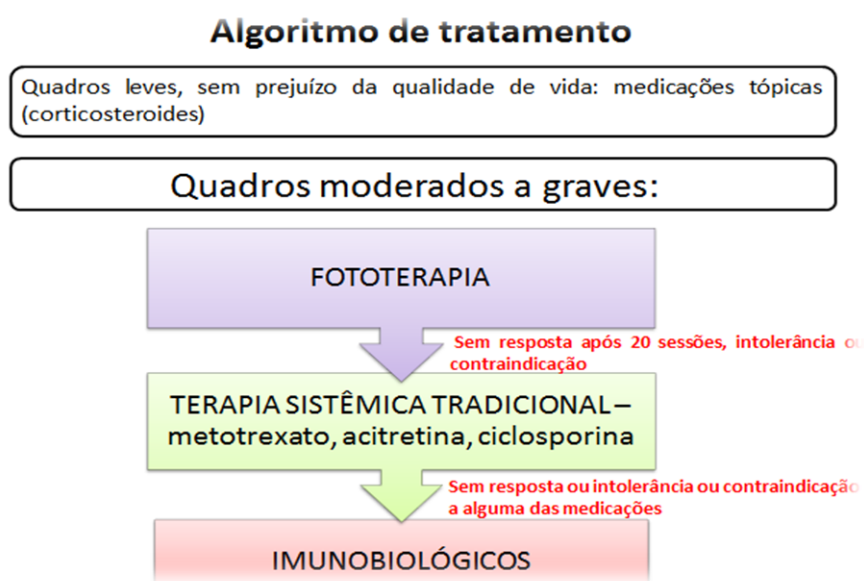 Algoritmo de tratamento
Quadros leves, sem prejuízo da qualidade de vida: medicações tópicas
(corticosteroides)
Quadros moderados a graves:
FOTOTERAPIA
Sem resposta após 20 sessões, intolerância ou
contraindicação
TERAPIA SISTÊMICA TRADICIONAL –
metotrexato, acitretina, ciclosporina
Sem resposta ou intolerância ou contraindicação
a alguma das medicações
IMUNOBIOLÓGICOS